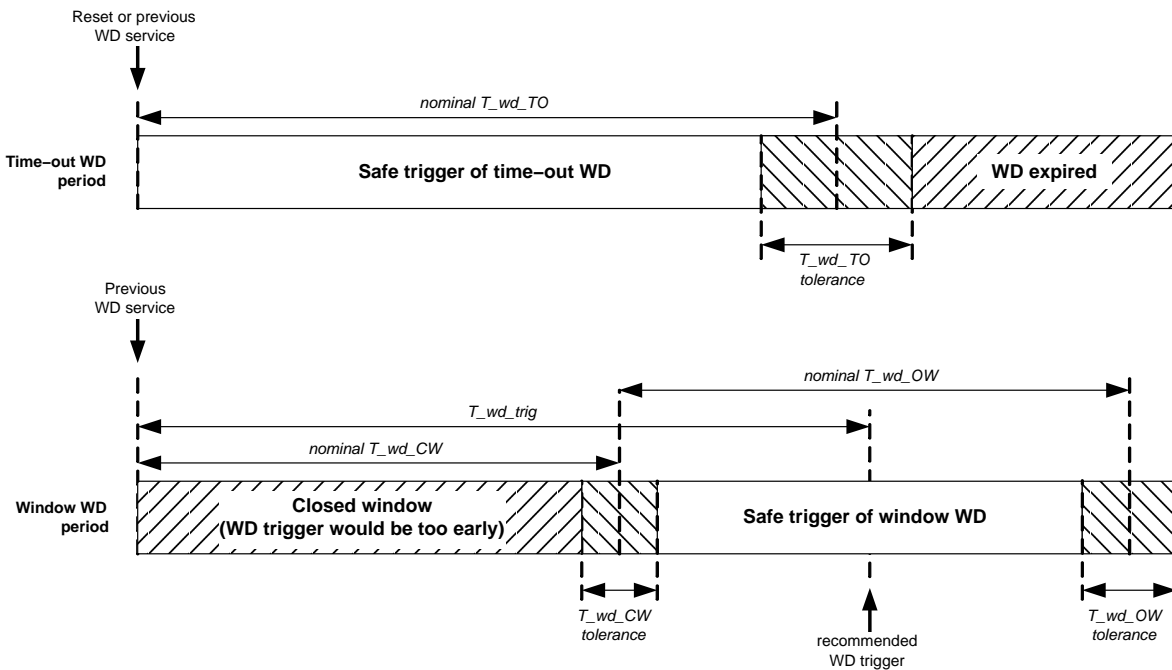 Reset or previous
WD service
nominal T_wd_TO
Time−out WD
period
Safe trigger of time−out WD
WD expired
T_wd_TO
tolerance
Previous
WD service
nominal T_wd_OW
T_wd_trig
nominal T_wd_CW
Window WD
period
Closed window
(WD trigger would be too early)
Safe trigger of window WD
T_wd_CW
tolerance
T_wd_OW
tolerance
recommended
WD trigger